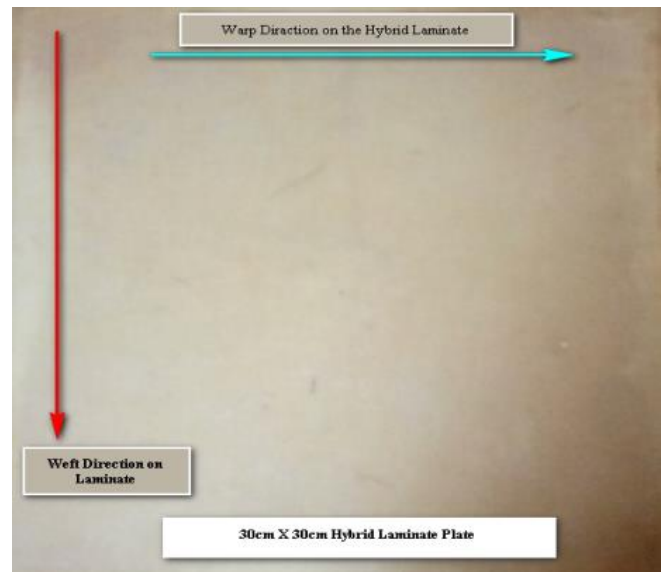 Warp Diraction on the Hybrid Laminate
Weft Direction on
Laminate
30cm X 30cm Hybrid Laminate Plate